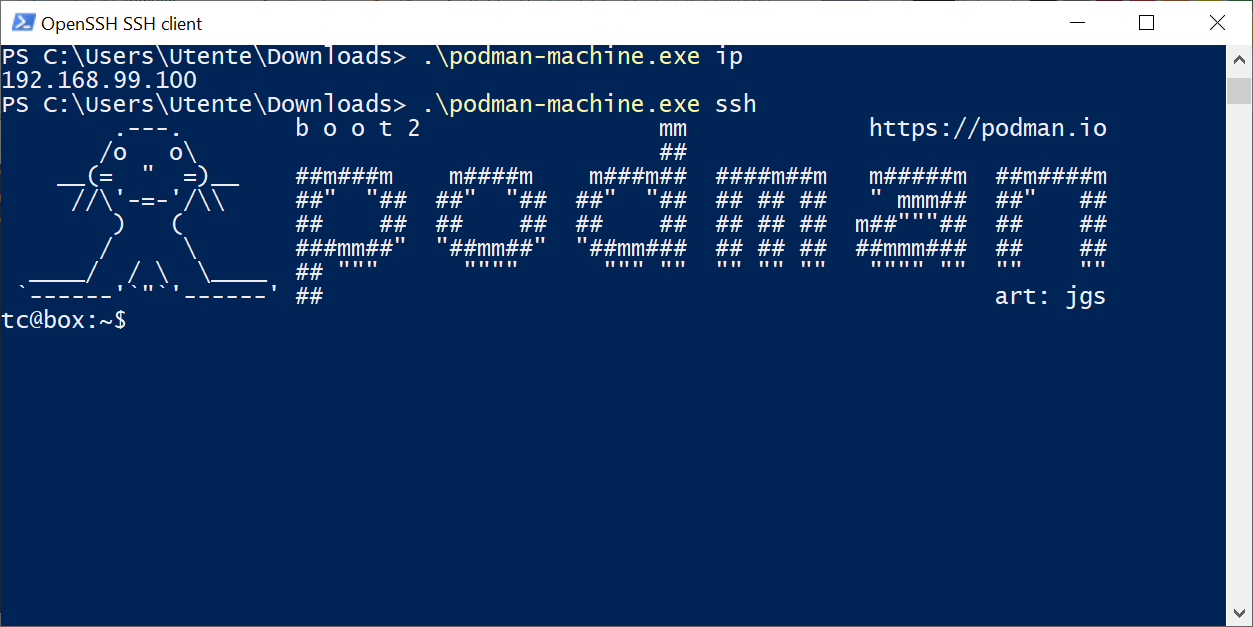 OpenSSH SSH client
PS C:\Users\Utente\Downloads> .\podman-machine.exe ip
192.168.99.100
PS C:\Users\Utente\Downloads> .\podman-machine.exe ssh
        .---.        b o o t 2                 mm             https://podman.io
       /o   o\                                 ##
    __(=  "  =)__    ##m###m    m####m    m###m##  ####m##m   m#####m  ##m####m
     //\'-=-'/\\     ##"  "##  ##"  "##  ##"  "##  ## ## ##   " mmm##  ##"   ##
        )   (        ##    ##  ##    ##  ##    ##  ## ## ##  m##"""##  ##    ##
       /     \       ###mm##"  "##mm##"  "##mm###  ## ## ##  ##mmm###  ##    ##
  ____/  / \  \____  ## """      """"      """ ""  "" "" ""   """" ""  ""    ""
 `------'`"`'------' ##                                                art: jgs
tc@box:~$